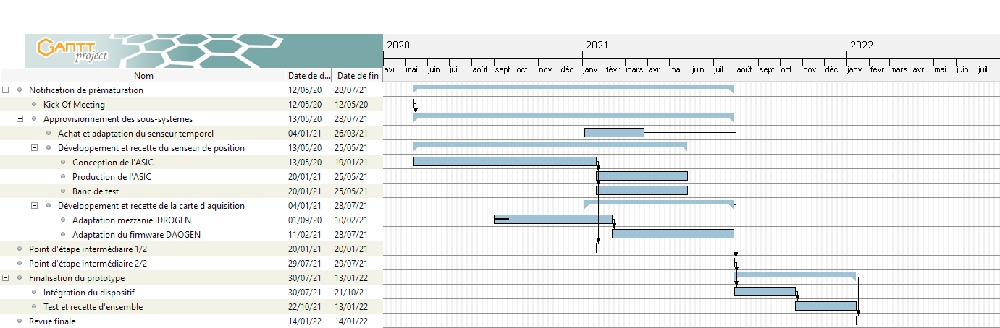 GANTT
project
2020 2021 2022
avr. mai juin juil. août sept. oct. nov. déc. janv. févr. mars avr. mai juin juil. août sept. oct. nov. déc. janv. févr. mars avr. mai juin juil.
Nom Date de d... Date de fin
Notification de prématuration 12/05/20 28/07/21
Kick Of Meeting 12/05/20 12/05/20
Approvisionnement des sous-systèmes 13/05/20 28/07/21
Achat et adaptation du senseur temporel 04/01/21 26/03/21
Développement et recette du senseur de position 13/05/20 25/05/21
Conception de l'ASIC 13/05/20 19/01/21
Production de l'ASIC 20/01/21 25/05/21
Banc de test 20/01/21 25/05/21
Développement et recette de la carte d'aquisition 04/01/21 28/07/21
Adaptation mezzanie IDROGEN 01/09/20 10/02/21
Adaptation du firmware DAQGEN 11/02/21 28/07/21
Point d'étape intermédiaire 1/2 20/01/21 20/01/21
Point d'étape intermédiaire 2/2 29/07/21 29/07/21
Finalisation du prototype 30/07/21 13/01/22
Intégration du dispositif 30/07/21 21/10/21
Test et recette d'ensemble 22/10/21 13/01/22
Revue finale 14/01/22 14/01/22